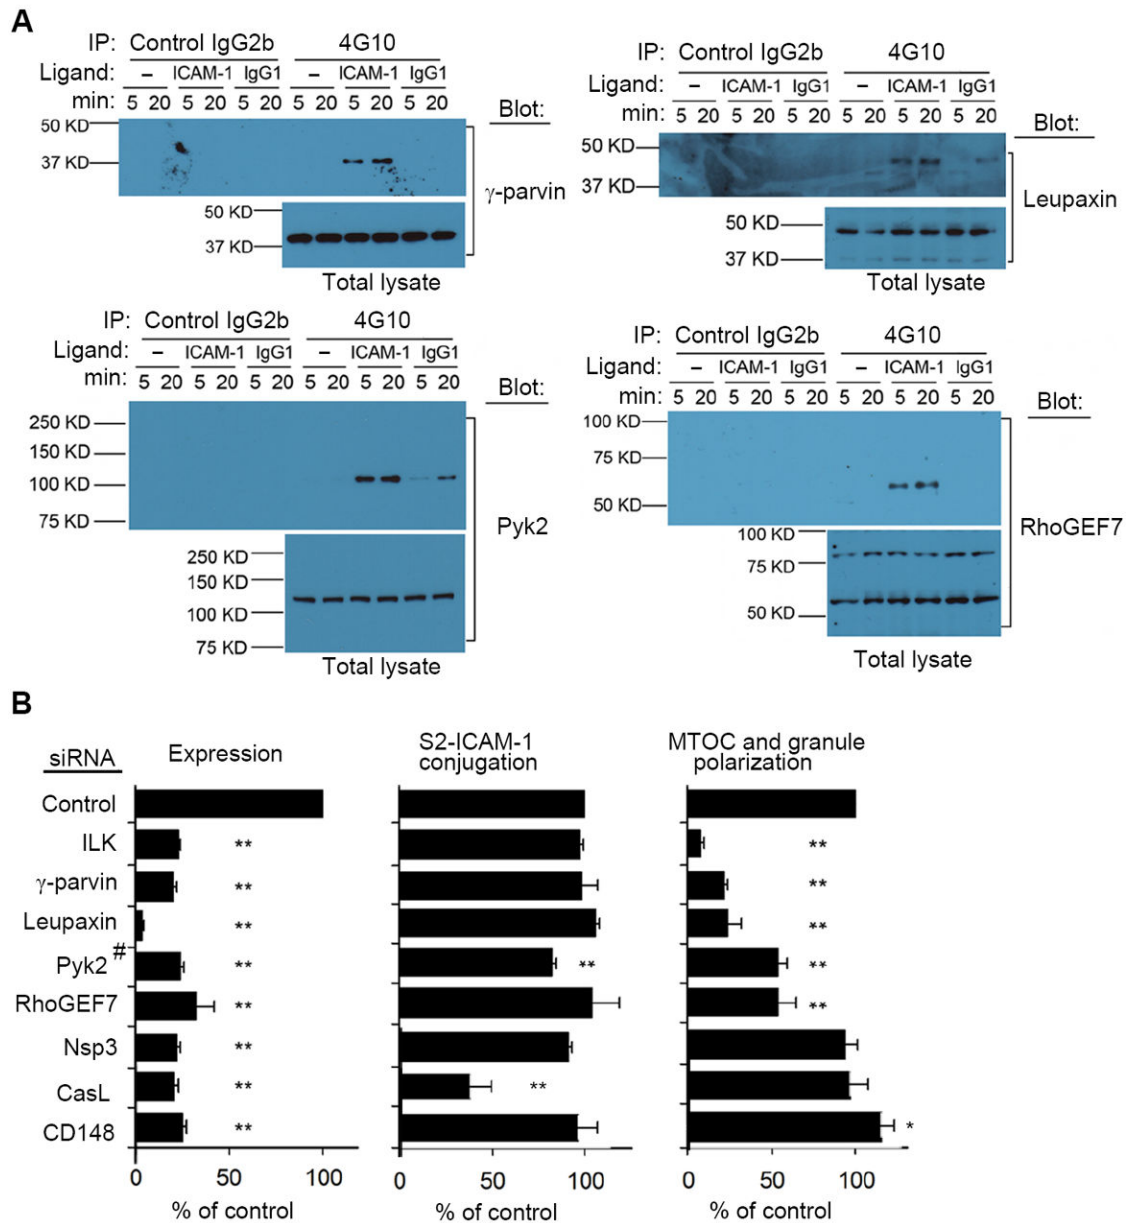 A
IP: Control IgG2b 4G10
Ligand: – ICAM-1 IgG1 – ICAM-1 IgG1
min: 5 20 5 20 5 20 5 20 5 20 5 20
Blot:
50 KD
37 KD
γ-parvin
50 KD
37 KD
Total lysate
IP: Control IgG2b 4G10
Ligand: – ICAM-1 IgG1 – ICAM-1 IgG1
min: 5 20 5 20 5 20 5 20 5 20 5 20
Blot:
50 KD
37 KD
Leupaxin
50 KD
37 KD
Total lysate
IP: Control IgG2b 4G10
Ligand: – ICAM-1 IgG1 – ICAM-1 IgG1
min: 5 20 5 20 5 20 5 20 5 20 5 20
Blot:
250 KD
150 KD
100 KD
75 KD
Pyk2
250 KD
150 KD
100 KD
75 KD
Total lysate
IP: Control IgG2b 4G10
Ligand: – ICAM-1 IgG1 – ICAM-1 IgG1
min: 5 20 5 20 5 20 5 20 5 20 5 20
Blot:
100 KD
75 KD
50 KD
RhoGEF7
100 KD
75 KD
50 KD
Total lysate
B
siRNA
Expression
S2-ICAM-1
conjugation
MTOC and granule
polarization
Control
ILK ** **
γ-parvin ** **
Leupaxin ** **
Pyk2 # ** ** **
RhoGEF7 ** **
Nsp3 **
CasL ** **
CD148 ** *
0 50 100
% of control
0 50 100
% of control
0 50 100
% of control